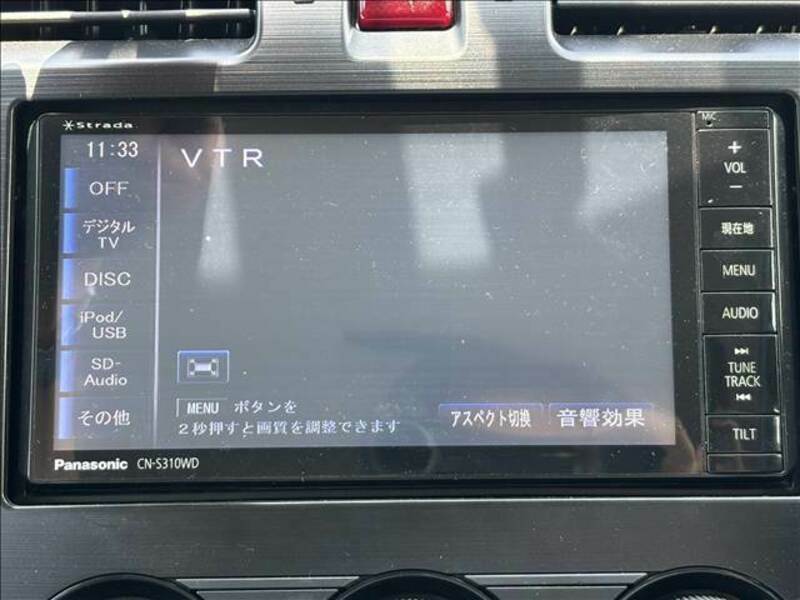 Strada
11:33
VTR
OFF
デジタル
TV
DISC
iPod/
USB
SD-
Audio
その他
MENU ボタンを
2秒押すと画質を調整できます
アスペクト切換
音響効果
Panasonic CN-S310WD
MIC
+
VOL
−
現在地
MENU
AUDIO
TUNE
TRACK
TILT